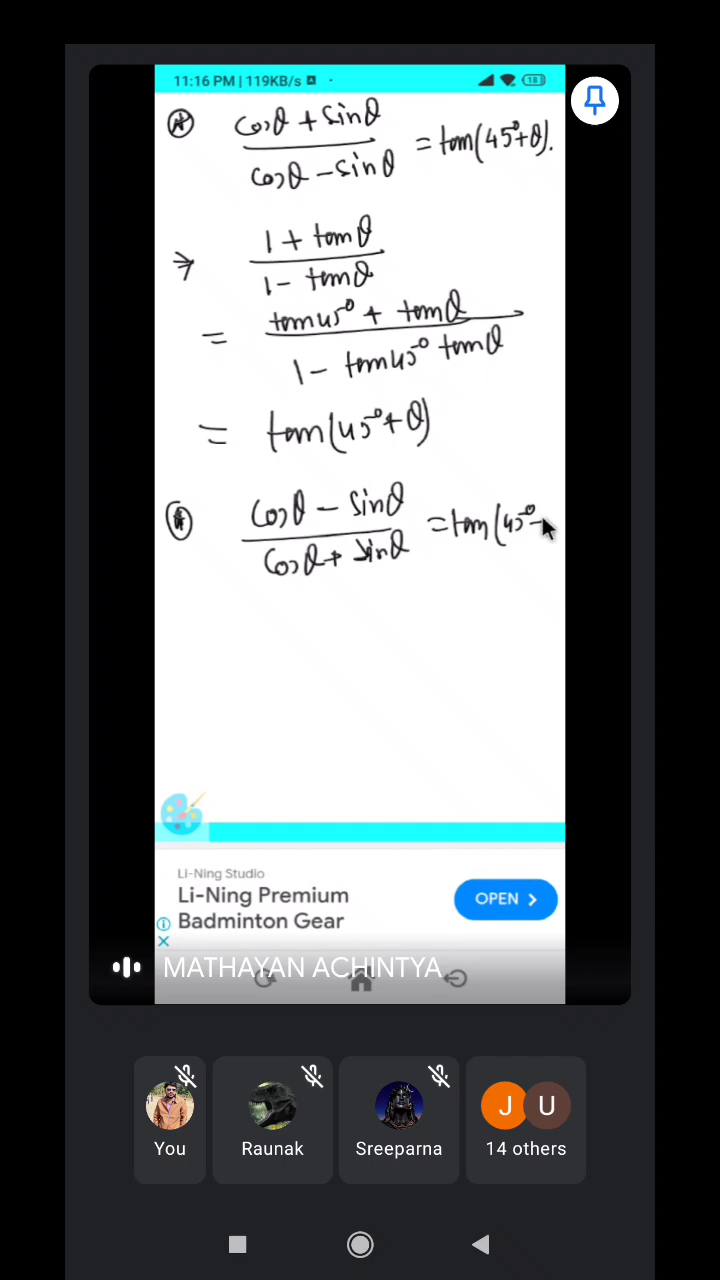 11:16 PM | 119KB/s A · 18
cosθ + sinθ / cosθ - sinθ = tan(45°+θ).
⇒ 1 + tanθ / 1 - tanθ
= tan45° + tanθ / 1 - tan45° tanθ
= tan(45°+θ)
cosθ - sinθ / cosθ + sinθ = tan(45°-
Li-Ning Studio
Li-Ning Premium
Badminton Gear
OPEN >
MATHAYAN ACHINTYA
J U
You Raunak Sreeparna 14 others